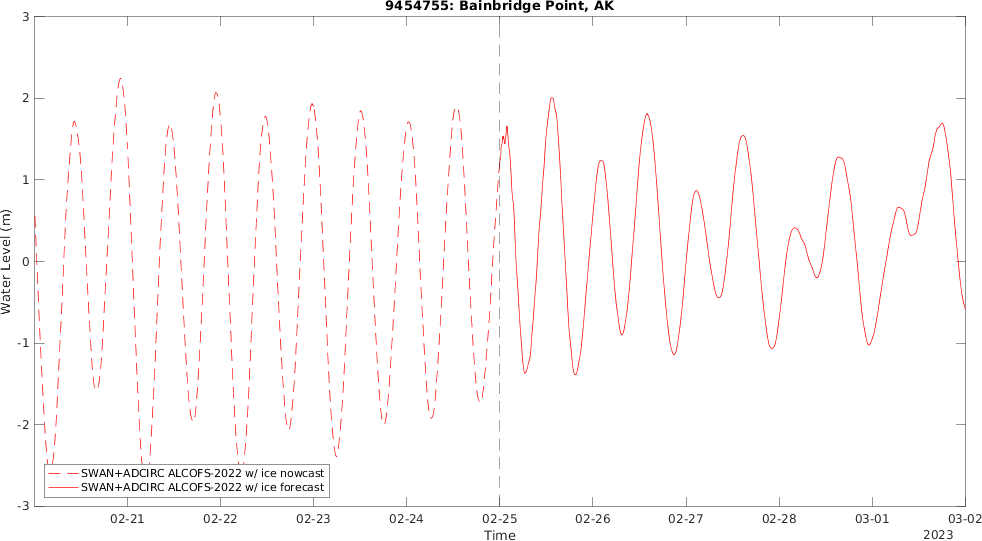 9454755: Bainbridge Point, AK
3
2
1
0
-1
-2
-3
Water Level (m)
SWAN+ADCIRC ALCOFS-2022 w/ ice nowcast
SWAN+ADCIRC ALCOFS-2022 w/ ice forecast
02-21 02-22 02-23 02-24 02-25 02-26 02-27 02-28 03-01 03-02
Time
2023